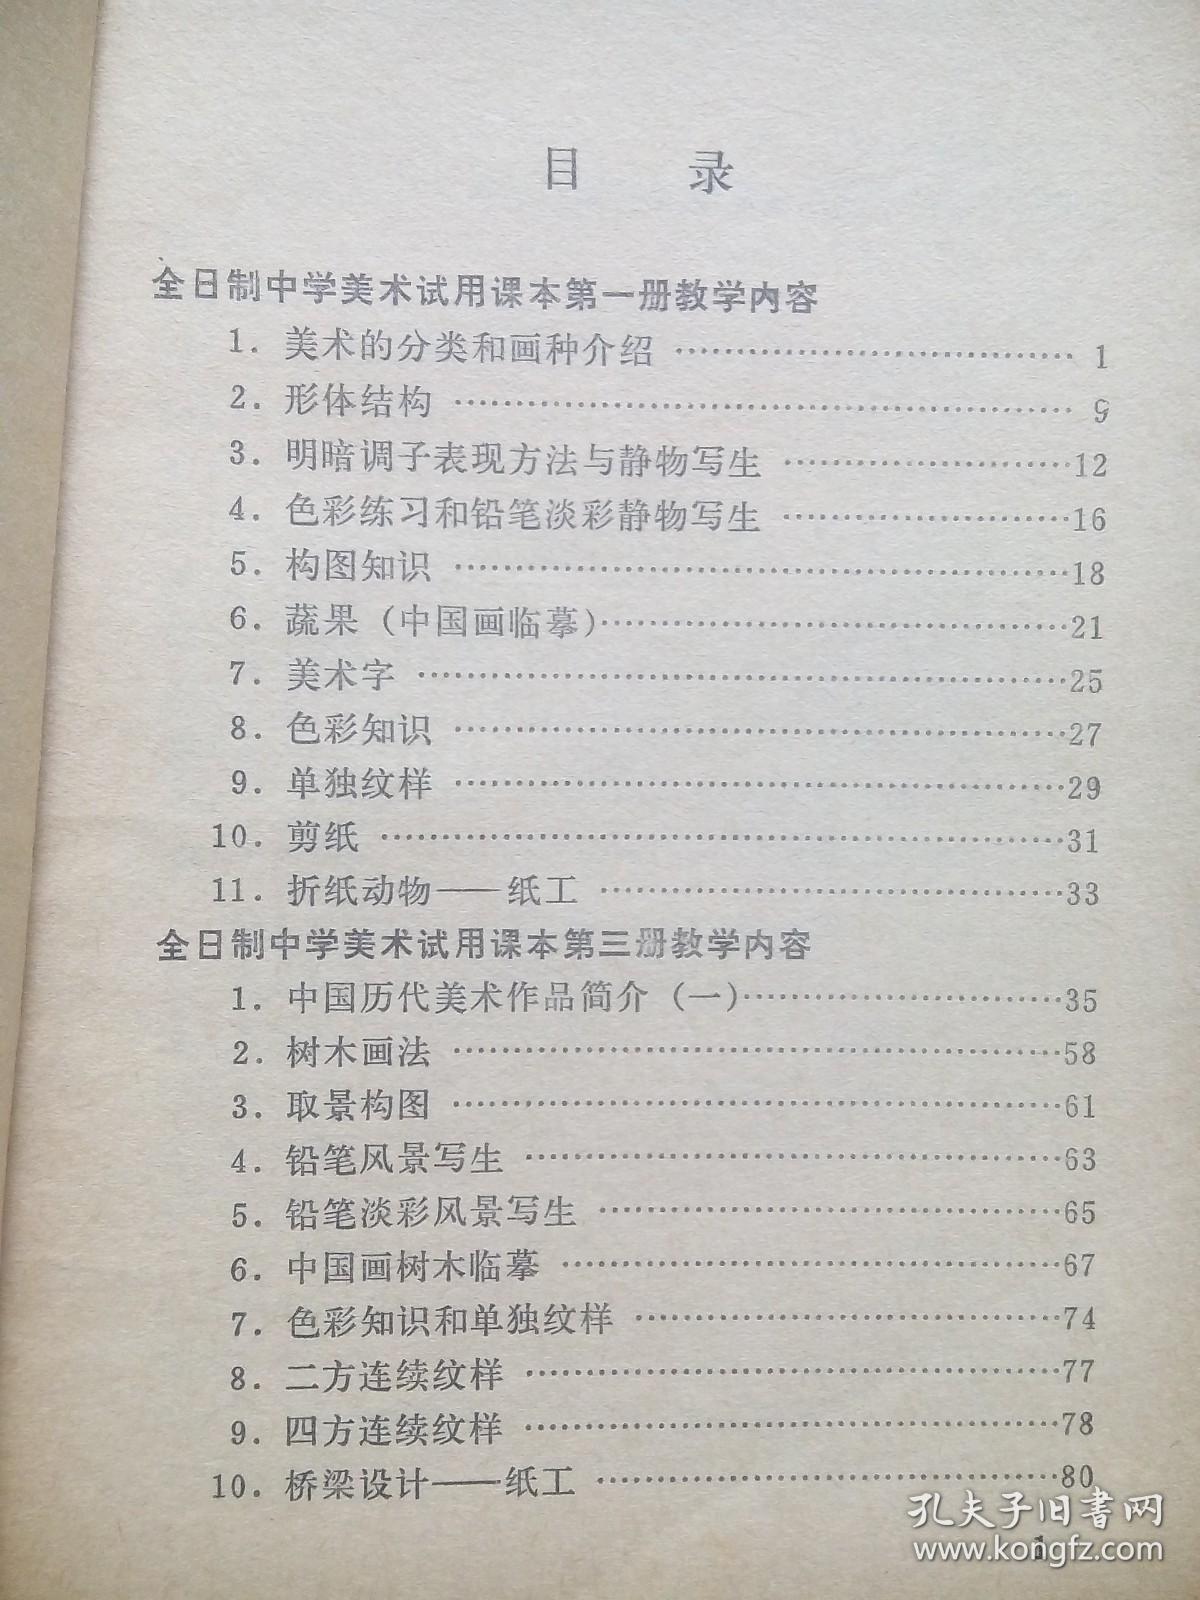 目 录
全日制中学美术试用课本第一册教学内容
1. 美术的分类和画种介绍 …………………………… 1
2. 形体结构 …………………………………………… 9
3. 明暗调子表现方法与静物写生 ……………………12
4. 色彩练习和铅笔淡彩静物写生 ……………………16
5. 构图知识 ……………………………………………18
6. 蔬果（中国画临摹）…………………………………21
7. 美术字 ………………………………………………25
8. 色彩知识 ……………………………………………27
9. 单独纹样 ……………………………………………29
10. 剪纸 …………………………………………………31
11. 折纸动物——纸工 …………………………………33
全日制中学美术试用课本第三册教学内容
1. 中国历代美术作品简介（一）………………………35
2. 树木画法 ……………………………………………58
3. 取景构图 ……………………………………………61
4. 铅笔风景写生 ………………………………………63
5. 铅笔淡彩风景写生 …………………………………65
6. 中国画树木临摹 ……………………………………67
7. 色彩知识和单独纹样 ………………………………74
8. 二方连续纹样 ………………………………………77
9. 四方连续纹样 ………………………………………78
10. 桥梁设计——纸工 …………………………………80
孔夫子旧书网
www.kongfz.com
1